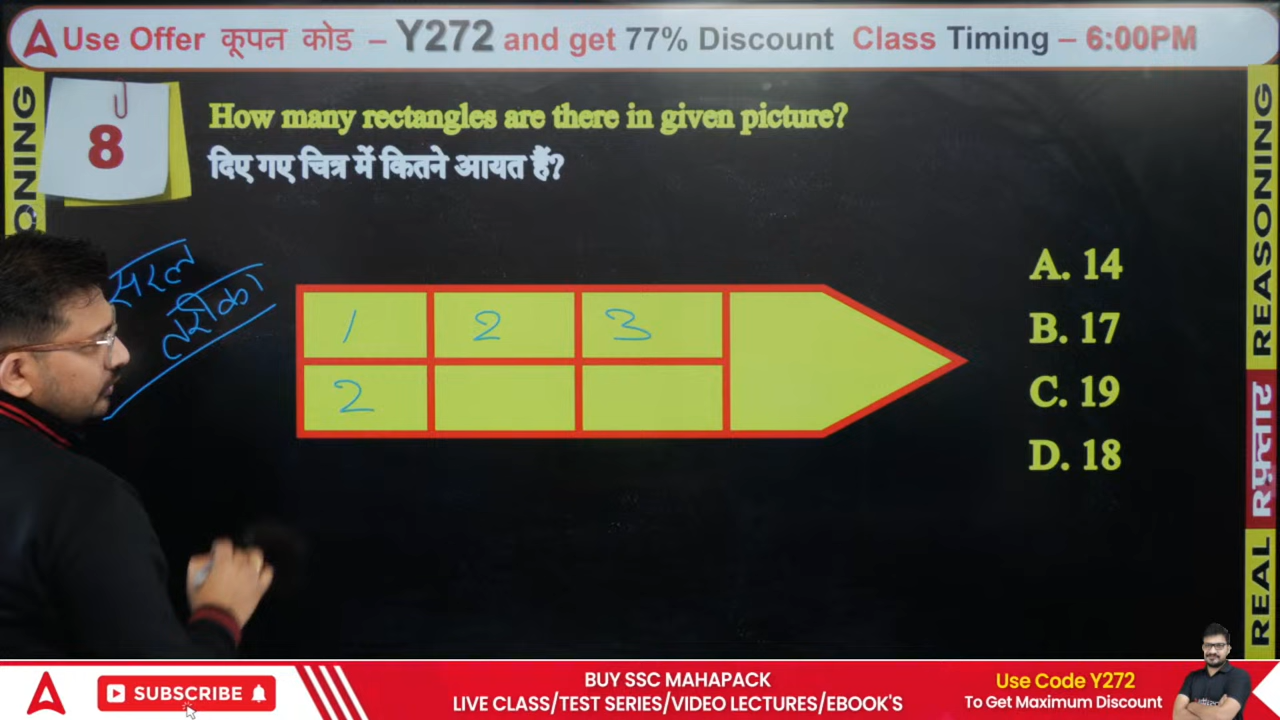 Use Offer कूपन कोड – Y272 and get 77% Discount Class Timing – 6:00PM
ONING
8
How many rectangles are there in given picture?
दिए गए चित्र में कितने आयत हैं?
सरल
तरीका
1 2 3
2
A. 14
B. 17
C. 19
D. 18
REASONING
रफ़्तार
REAL
SUBSCRIBE
BUY SSC MAHAPACK
LIVE CLASS/TEST SERIES/VIDEO LECTURES/EBOOK'S
Use Code Y272
To Get Maximum Discount